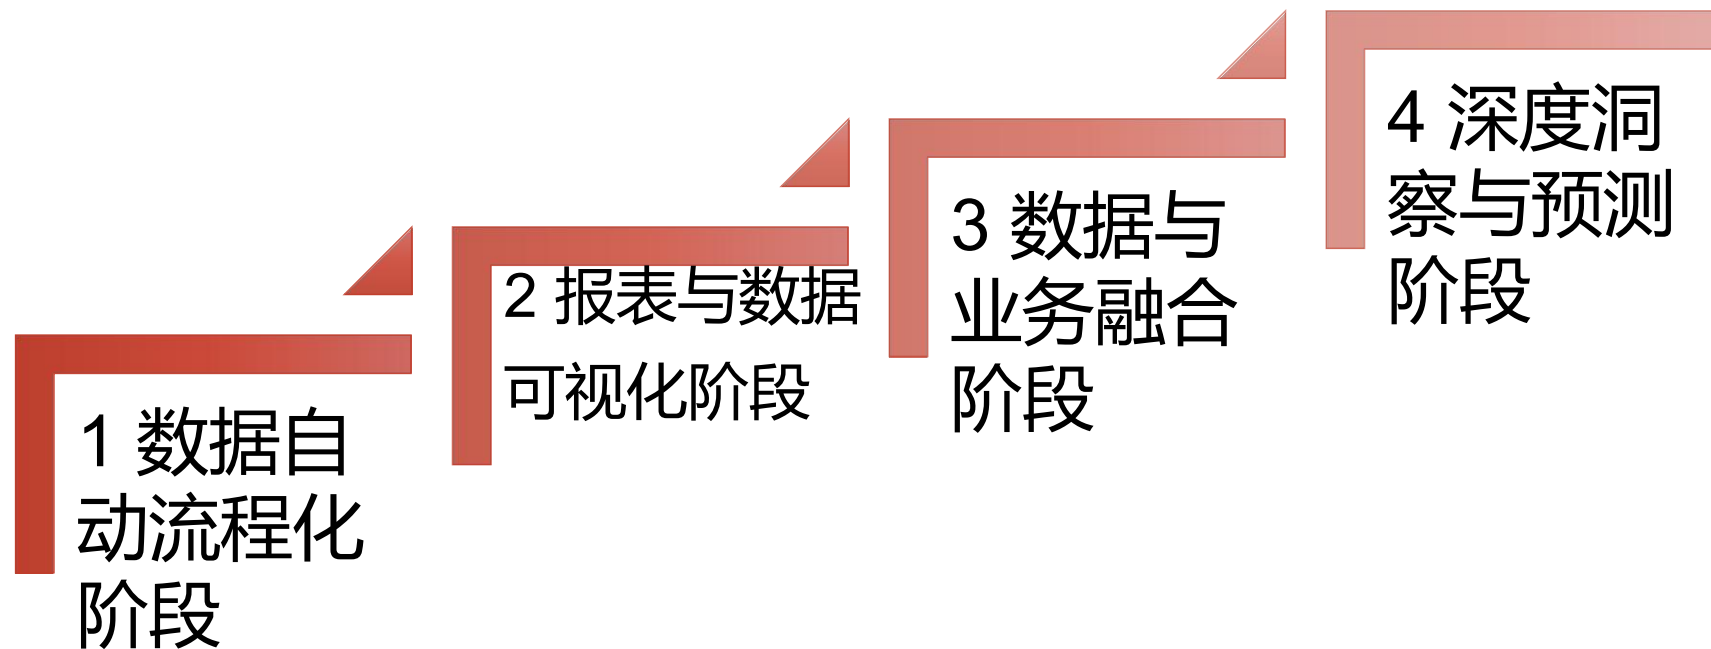 1 数据自
动流程化
阶段
2 报表与数据
可视化阶段
3 数据与
业务融合
阶段
4 深度洞
察与预测
阶段